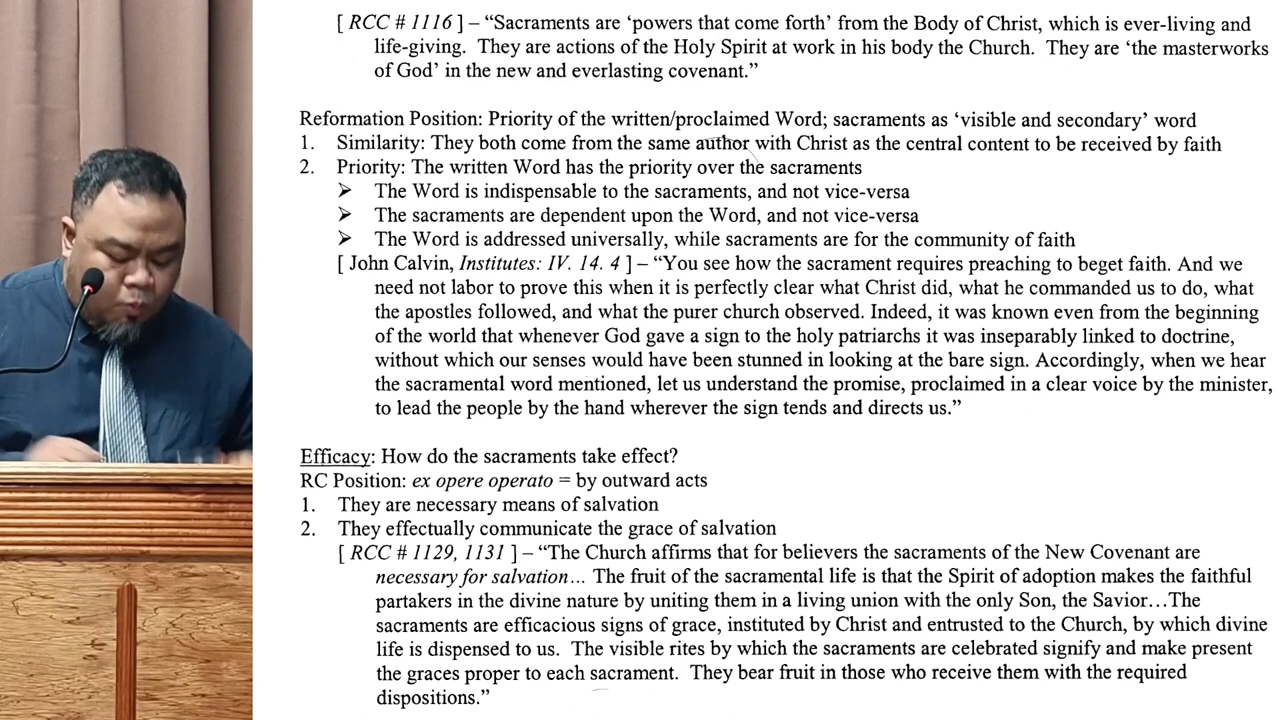 [ RCC # 1116 ] – “Sacraments are ‘powers that come forth’ from the Body of Christ, which is ever-living and
life-giving. They are actions of the Holy Spirit at work in his body the Church. They are ‘the masterworks
of God’ in the new and everlasting covenant.”
Reformation Position: Priority of the written/proclaimed Word; sacraments as ‘visible and secondary’ word
1. Similarity: They both come from the same author with Christ as the central content to be received by faith
2. Priority: The written Word has the priority over the sacraments
➢ The Word is indispensable to the sacraments, and not vice-versa
➢ The sacraments are dependent upon the Word, and not vice-versa
➢ The Word is addressed universally, while sacraments are for the community of faith
[ John Calvin, Institutes: IV. 14. 4 ] – “You see how the sacrament requires preaching to beget faith. And we
need not labor to prove this when it is perfectly clear what Christ did, what he commanded us to do, what
the apostles followed, and what the purer church observed. Indeed, it was known even from the beginning
of the world that whenever God gave a sign to the holy patriarchs it was inseparably linked to doctrine,
without which our senses would have been stunned in looking at the bare sign. Accordingly, when we hear
the sacramental word mentioned, let us understand the promise, proclaimed in a clear voice by the minister,
to lead the people by the hand wherever the sign tends and directs us.”
Efficacy: How do the sacraments take effect?
RC Position: ex opere operato = by outward acts
1. They are necessary means of salvation
2. They effectually communicate the grace of salvation
[ RCC # 1129, 1131 ] – “The Church affirms that for believers the sacraments of the New Covenant are
necessary for salvation… The fruit of the sacramental life is that the Spirit of adoption makes the faithful
partakers in the divine nature by uniting them in a living union with the only Son, the Savior…The
sacraments are efficacious signs of grace, instituted by Christ and entrusted to the Church, by which divine
life is dispensed to us. The visible rites by which the sacraments are celebrated signify and make present
the graces proper to each sacrament. They bear fruit in those who receive them with the required
dispositions.”